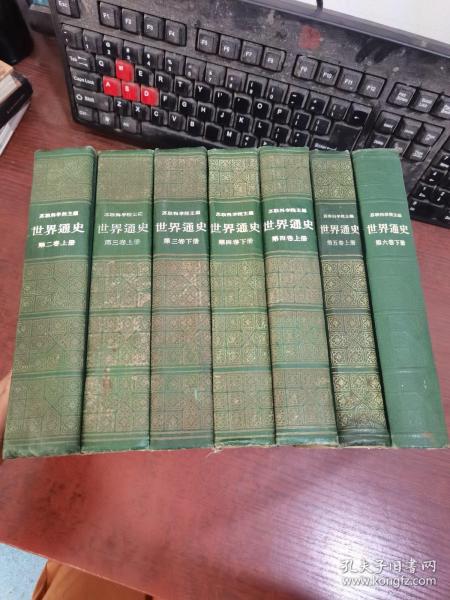 苏联科学院主编
世界通史
第二卷上册
苏联科学院主编
世界通史
第三卷上册
苏联科学院主编
世界通史
第三卷下册
苏联科学院主编
世界通史
第四卷下册
苏联科学院主编
世界通史
第四卷上册
苏联科学院主编
世界通史
第五卷上册
苏联科学院主编
世界通史
第六卷下册
孔夫子旧书网
www.kongfz.com